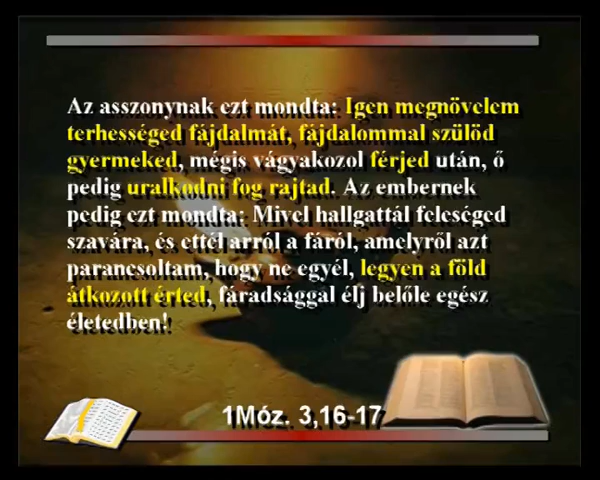 Az asszonynak ezt mondta: Igen megnövelem
terhességed fájdalmát, fájdalommal szülöd
gyermeked, mégis vágyakozol férjed után, ő
pedig uralkodni fog rajtad. Az embernek
pedig ezt mondta: Mivel hallgattál feleséged
szavára, és ettél arról a fáról, amelyről azt
parancsoltam, hogy ne egyél, legyen a föld
átkozott érted, fáradsággal élj belőle egész
életedben!
1Móz. 3,16-17